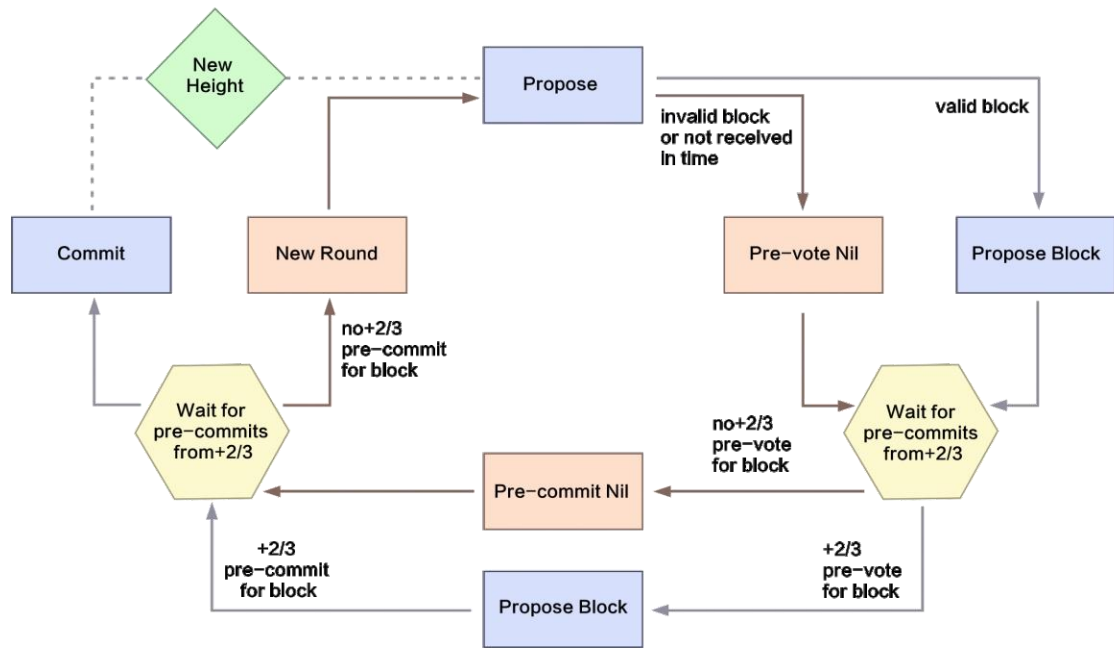 New
Height
Propose
invalid block
or not received
in time
valid block
Commit
New Round
Pre-vote Nil
Propose Block
no+2/3
pre-commit
for block
Wait for
pre-commits
from+2/3
no+2/3
pre-vote
for block
Wait for
pre-commits
from+2/3
Pre-commit Nil
+2/3
pre-commit
for block
+2/3
pre-vote
for block
Propose Block